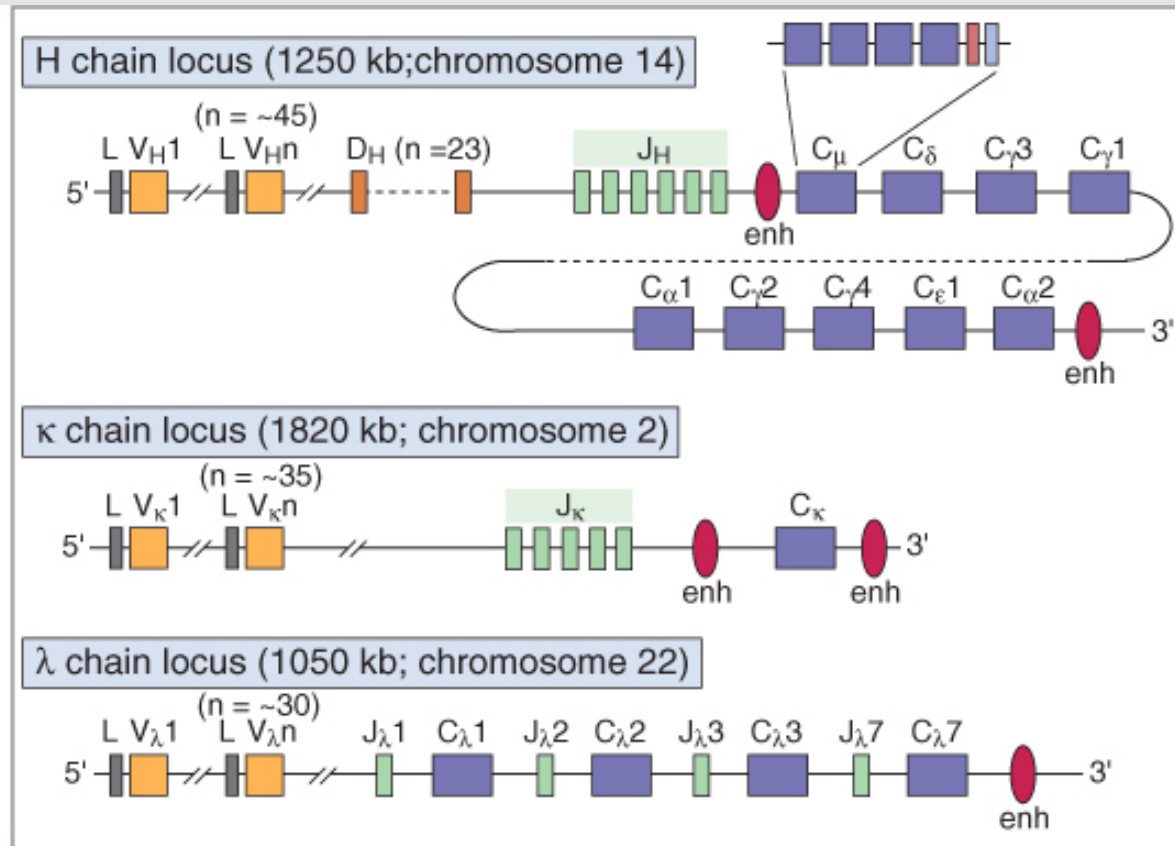 H chain locus (1250 kb;chromosome 14)
(n = ~45)
L VH1 L VHn DH (n =23) JH Cμ Cδ Cγ3 Cγ1
5'
enh
Cα1 Cγ2 Cγ4 Cε1 Cα2
3'
enh
κ chain locus (1820 kb; chromosome 2)
(n = ~35)
L Vκ1 L Vκn Jκ Cκ
5' 3'
enh enh
λ chain locus (1050 kb; chromosome 22)
(n = ~30)
L Vλ1 L Vλn Jλ1 Cλ1 Jλ2 Cλ2 Jλ3 Cλ3 Jλ7 Cλ7
5' 3'
enh